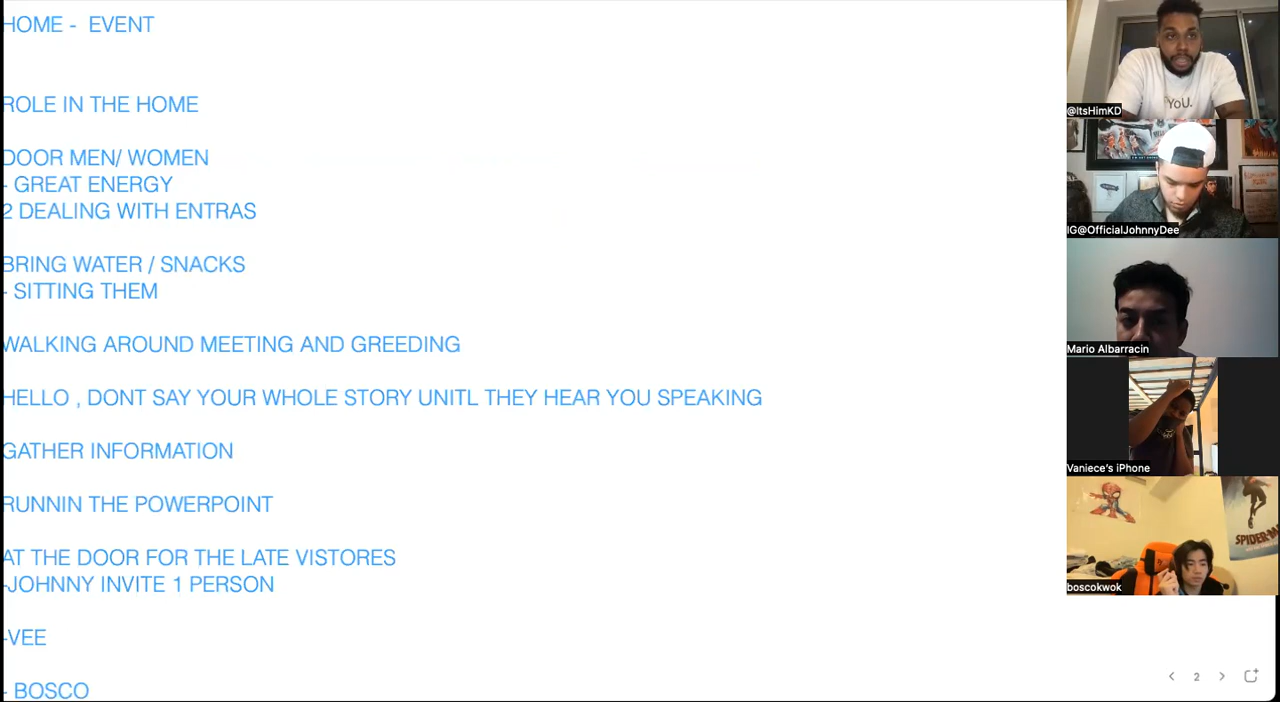 HOME - EVENT
ROLE IN THE HOME
DOOR MEN/ WOMEN
- GREAT ENERGY
2 DEALING WITH ENTRAS
BRING WATER / SNACKS
- SITTING THEM
WALKING AROUND MEETING AND GREEDING
HELLO , DONT SAY YOUR WHOLE STORY UNITL THEY HEAR YOU SPEAKING
GATHER INFORMATION
RUNNIN THE POWERPOINT
AT THE DOOR FOR THE LATE VISTORES
-JOHNNY INVITE 1 PERSON
-VEE
- BOSCO
YOU.
@ItsHimKD
IG@OfficialJohnnyDee
Mario Albarracin
Vaniece's iPhone
SPIDER-MA
boscokwok
2